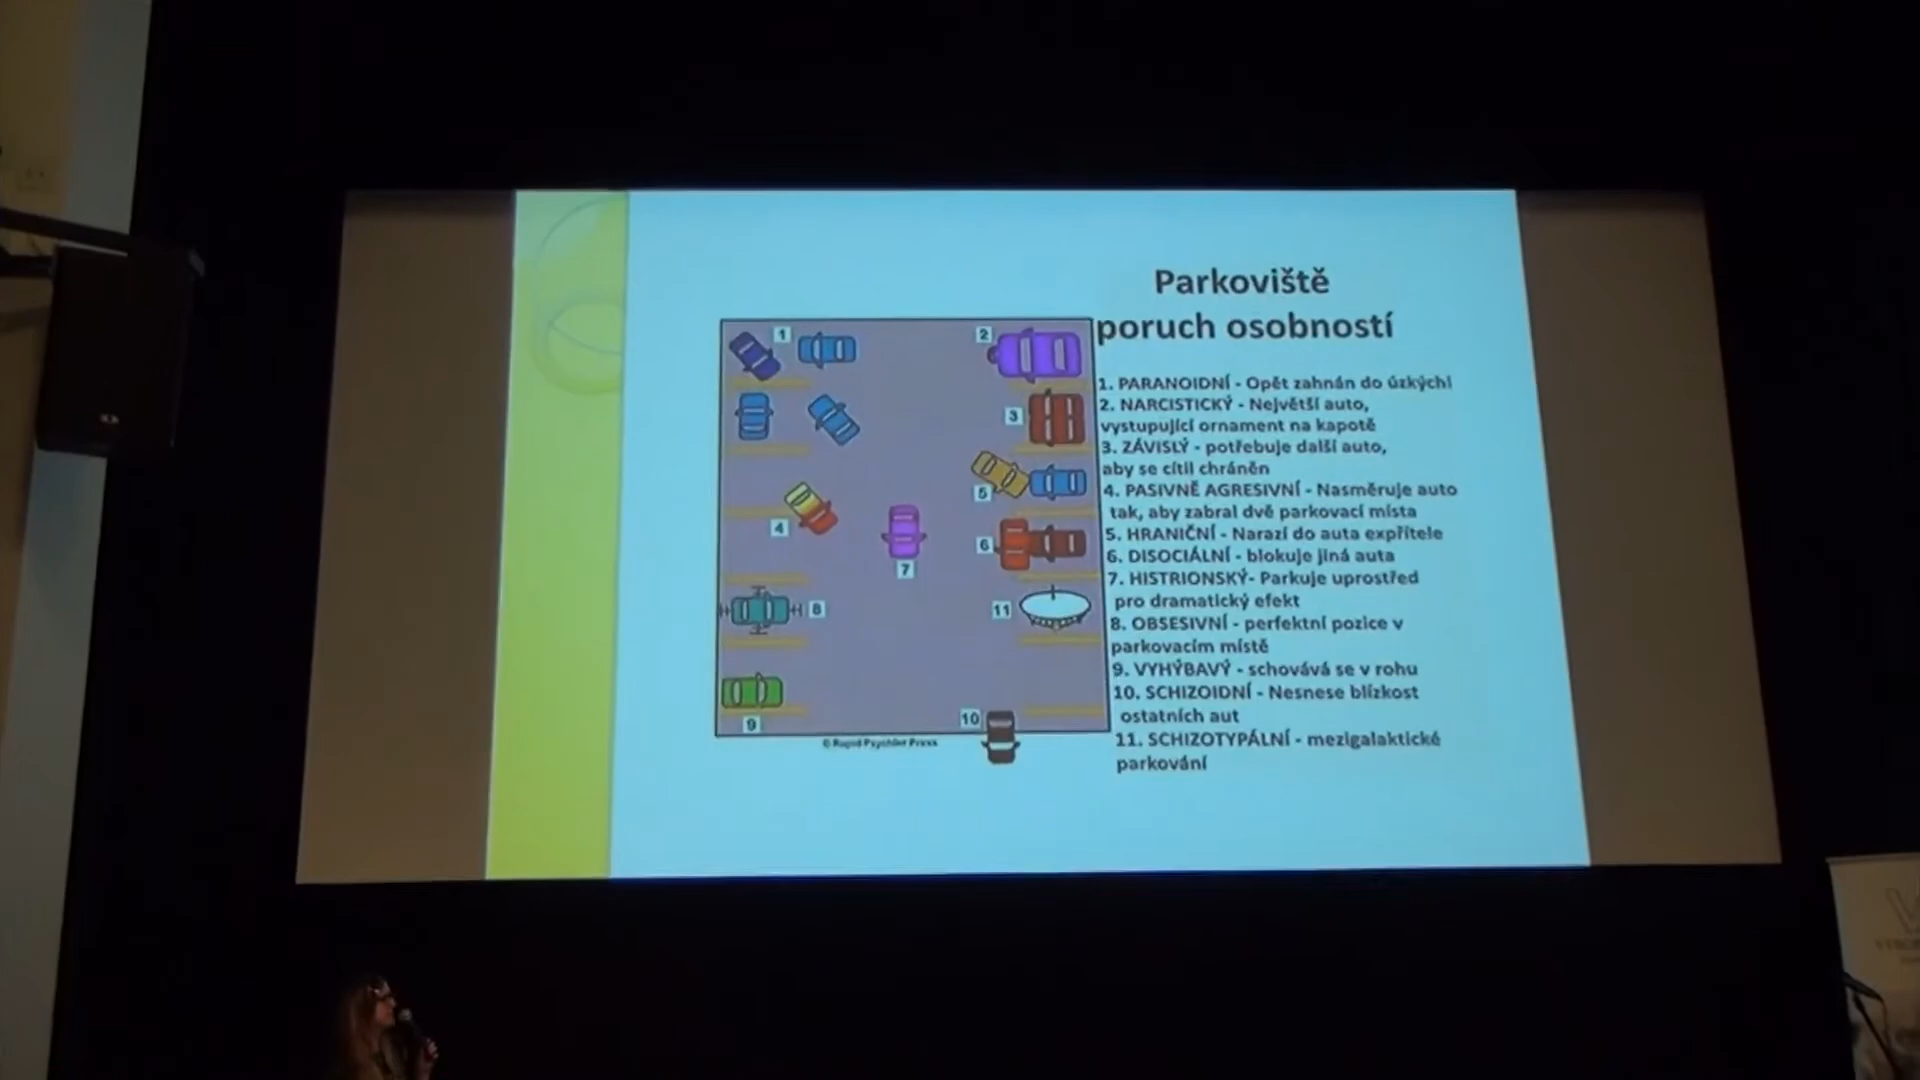 Parkoviště
poruch osobností
1. PARANOIDNÍ - Opět zahnán do úzkých!
2. NARCISTICKÝ - Největší auto,
vystupující ornament na kapotě
3. ZÁVISLÝ - potřebuje další auto,
aby se cítil chráněn
4. PASIVNĚ AGRESIVNÍ - Nasměruje auto
tak, aby zabral dvě parkovací místa
5. HRANIČNÍ - Narazí do auta expřítele
6. DISOCIÁLNÍ - blokuje jiná auta
7. HISTRIONSKÝ- Parkuje uprostřed
pro dramatický efekt
8. OBSESIVNÍ - perfektní pozice v
parkovacím místě
9. VYHÝBAVÝ - schovává se v rohu
10. SCHIZOIDNÍ - Nesnese blízkost
ostatních aut
11. SCHIZOTYPÁLNÍ - mezigalaktické
parkování
1
2
3
5
4
6
7
8
11
9
10
© Rapid Psychler Press